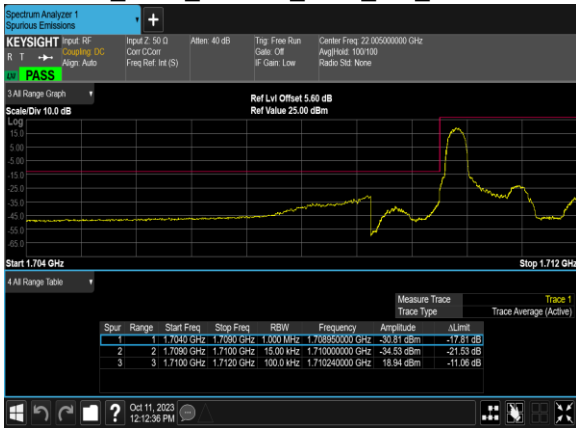 Spectrum Analyzer 1
Spurious Emissions
+
KEYSIGHT Input: RF
R T Coupling: DC
Align: Auto
Input Z: 50 Ω
Corr CCorr
Freq Ref: Int (S)
Atten: 40 dB
Trig: Free Run
Gate: Off
IF Gain: Low
Center Freq: 22.005000000 GHz
Avg|Hold: 100/100
Radio Std: None
PASS
3 All Range Graph
Scale/Div 10.0 dB
Ref Lvl Offset 5.60 dB
Ref Value 25.00 dBm
Log
15.0
5.00
-5.00
-15.0
-25.0
-35.0
-45.0
-55.0
-65.0
Start 1.704 GHz
Stop 1.712 GHz
4 All Range Table
Measure Trace Trace 1
Trace Type Trace Average (Active)
Spur Range Start Freq Stop Freq RBW Frequency Amplitude ΔLimit
1 1 1.7040 GHz 1.7090 GHz 1.000 MHz 1.708950000 GHz -30.81 dBm -17.81 dB
2 2 1.7090 GHz 1.7100 GHz 15.00 kHz 1.710000000 GHz -34.53 dBm -21.53 dB
3 3 1.7100 GHz 1.7120 GHz 100.0 kHz 1.710240000 GHz 18.94 dBm -11.06 dB
?
Oct 11, 2023
12:12:36 PM